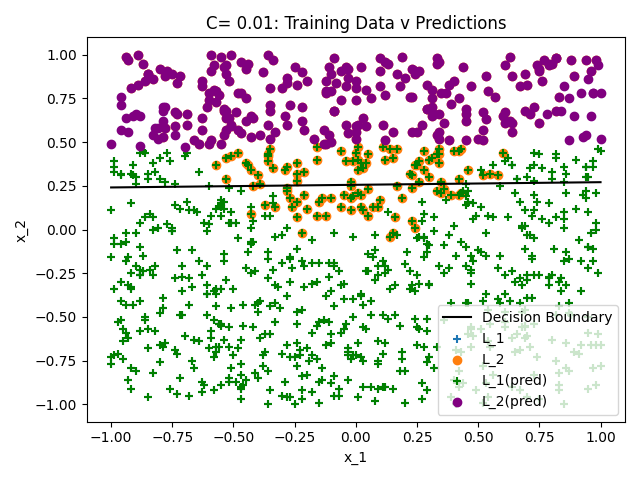 C= 0.01: Training Data v Predictions
x_2
1.00
0.75
0.50
0.25
0.00
−0.25
−0.50
−0.75
−1.00
Decision Boundary
L_1
L_2
L_1(pred)
L_2(pred)
−1.00 −0.75 −0.50 −0.25 0.00 0.25 0.50 0.75 1.00
x_1